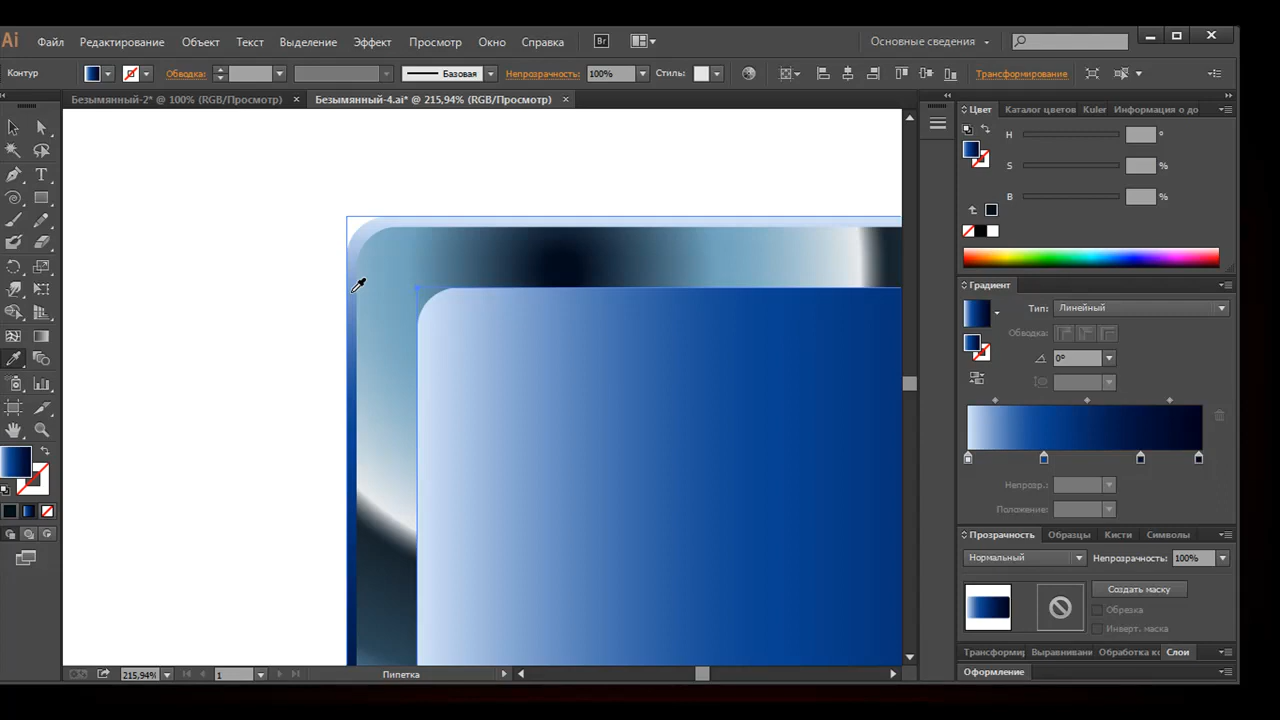 Ai Файл Редактирование Объект Текст Выделение Эффект Просмотр Окно Справка Br Основные сведения
Контур Обводка: Базовая Непрозрачность: 100% Стиль: Трансформирование
Безымянный-2* @ 100% (RGB/Просмотр) × Безымянный-4.ai* @ 215,94% (RGB/Просмотр) ×
Цвет Каталог цветов Kuler Информация о до
H °
S %
B %
Градиент
Тип: Линейный
Обводка:
0°
Непрозр.:
Положение:
Прозрачность Образцы Кисти Символы
Нормальный Непрозрачность: 100%
Создать маску
Обрезка
Инверт. маска
Трансформир Выравнивани Обработка кс Слои
Оформление
215,94% 1 Пипетка